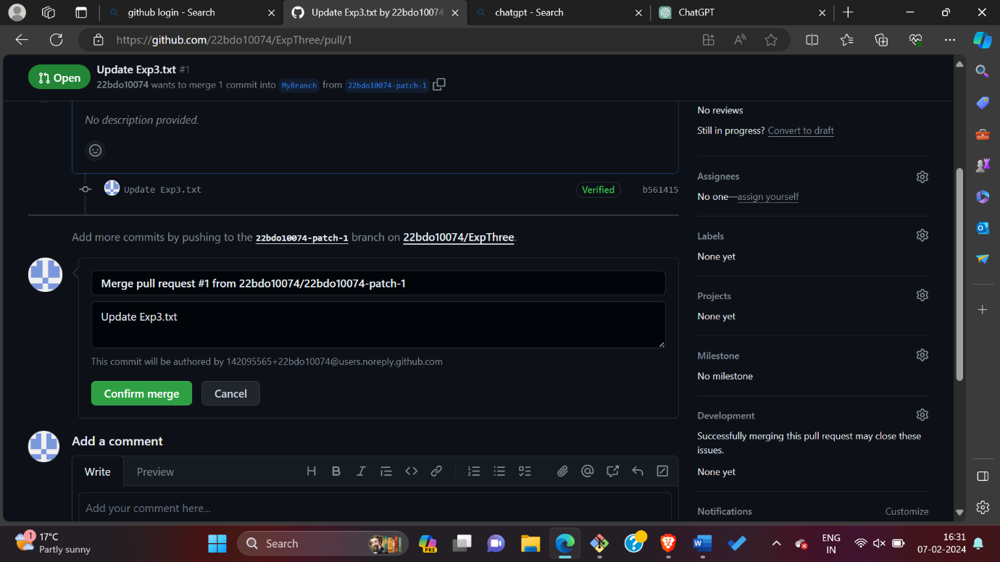 github login - Search
Update Exp3.txt by 22bdo10074
chatgpt - Search
ChatGPT
https://github.com/22bdo10074/ExpThree/pull/1
Open
Update Exp3.txt #1
22bdo10074 wants to merge 1 commit into MyBranch from 22bdo10074-patch-1
No description provided.
Update Exp3.txt
Verified
b561415
Add more commits by pushing to the 22bdo10074-patch-1 branch on 22bdo10074/ExpThree.
Merge pull request #1 from 22bdo10074/22bdo10074-patch-1
Update Exp3.txt
This commit will be authored by 142095565+22bdo10074@users.noreply.github.com
Confirm merge
Cancel
Add a comment
Write
Preview
Add your comment here...
No reviews
Still in progress? Convert to draft
Assignees
No one—assign yourself
Labels
None yet
Projects
None yet
Milestone
No milestone
Development
Successfully merging this pull request may close these
issues.
None yet
Notifications
Customize
1
17°C
Partly sunny
Search
PRE
ENG
IN
16:31
07-02-2024